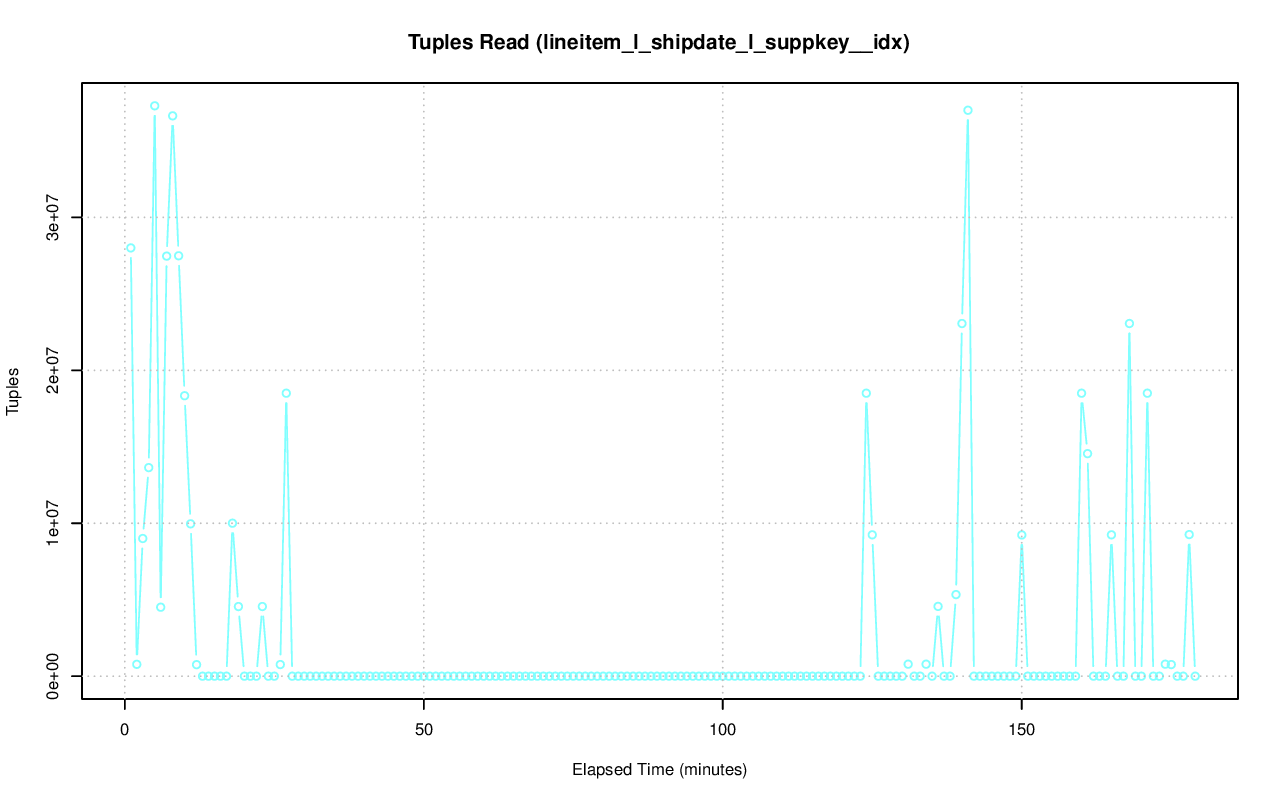 Tuples Read (lineitem_l_shipdate_l_suppkey__idx)
Tuples
3e+07
2e+07
1e+07
0e+00
0
50
100
150
Elapsed Time (minutes)